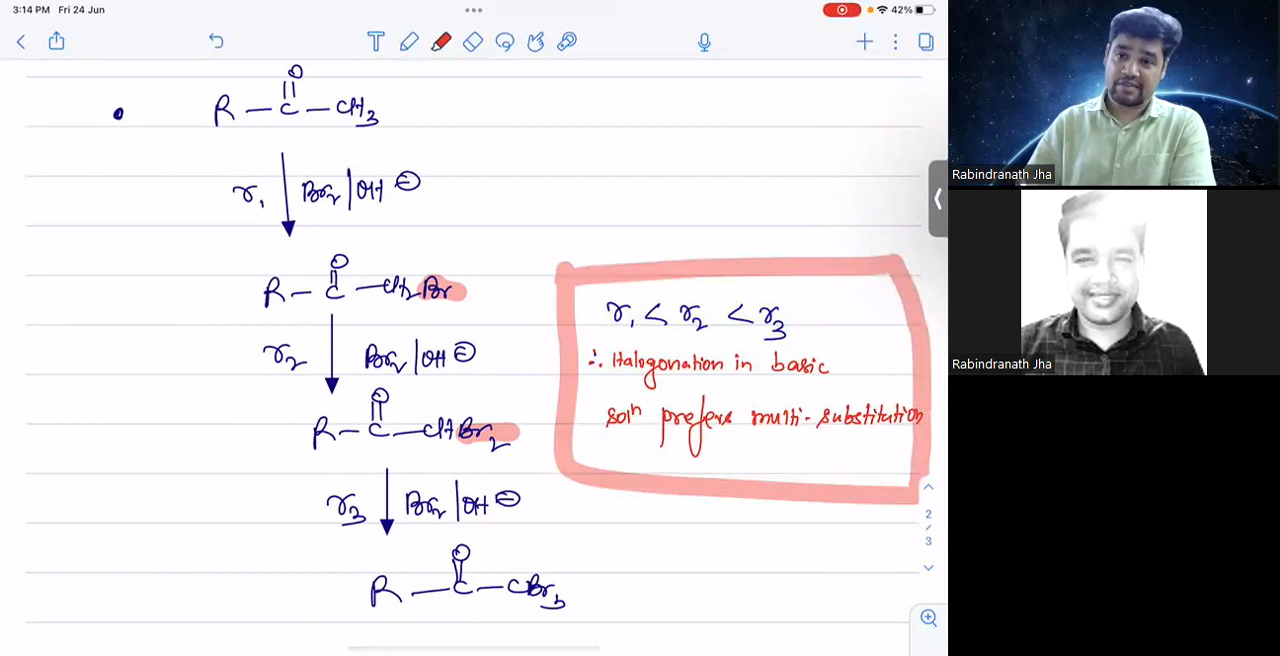 3:14 PM Fri 24 Jun
42%
R — C — CH3
O
r1 Br2 | OH ⊖
O
R — C — CH2Br
r2 Br2 | OH ⊖
O
R — C — CHBr2
r3 Br2 | OH ⊖
O
R — C — CBr3
r1 < r2 < r3
∴ Halogonation in basic
solⁿ prefers multi-substitution
2
/
3
Rabindranath Jha
Rabindranath Jha